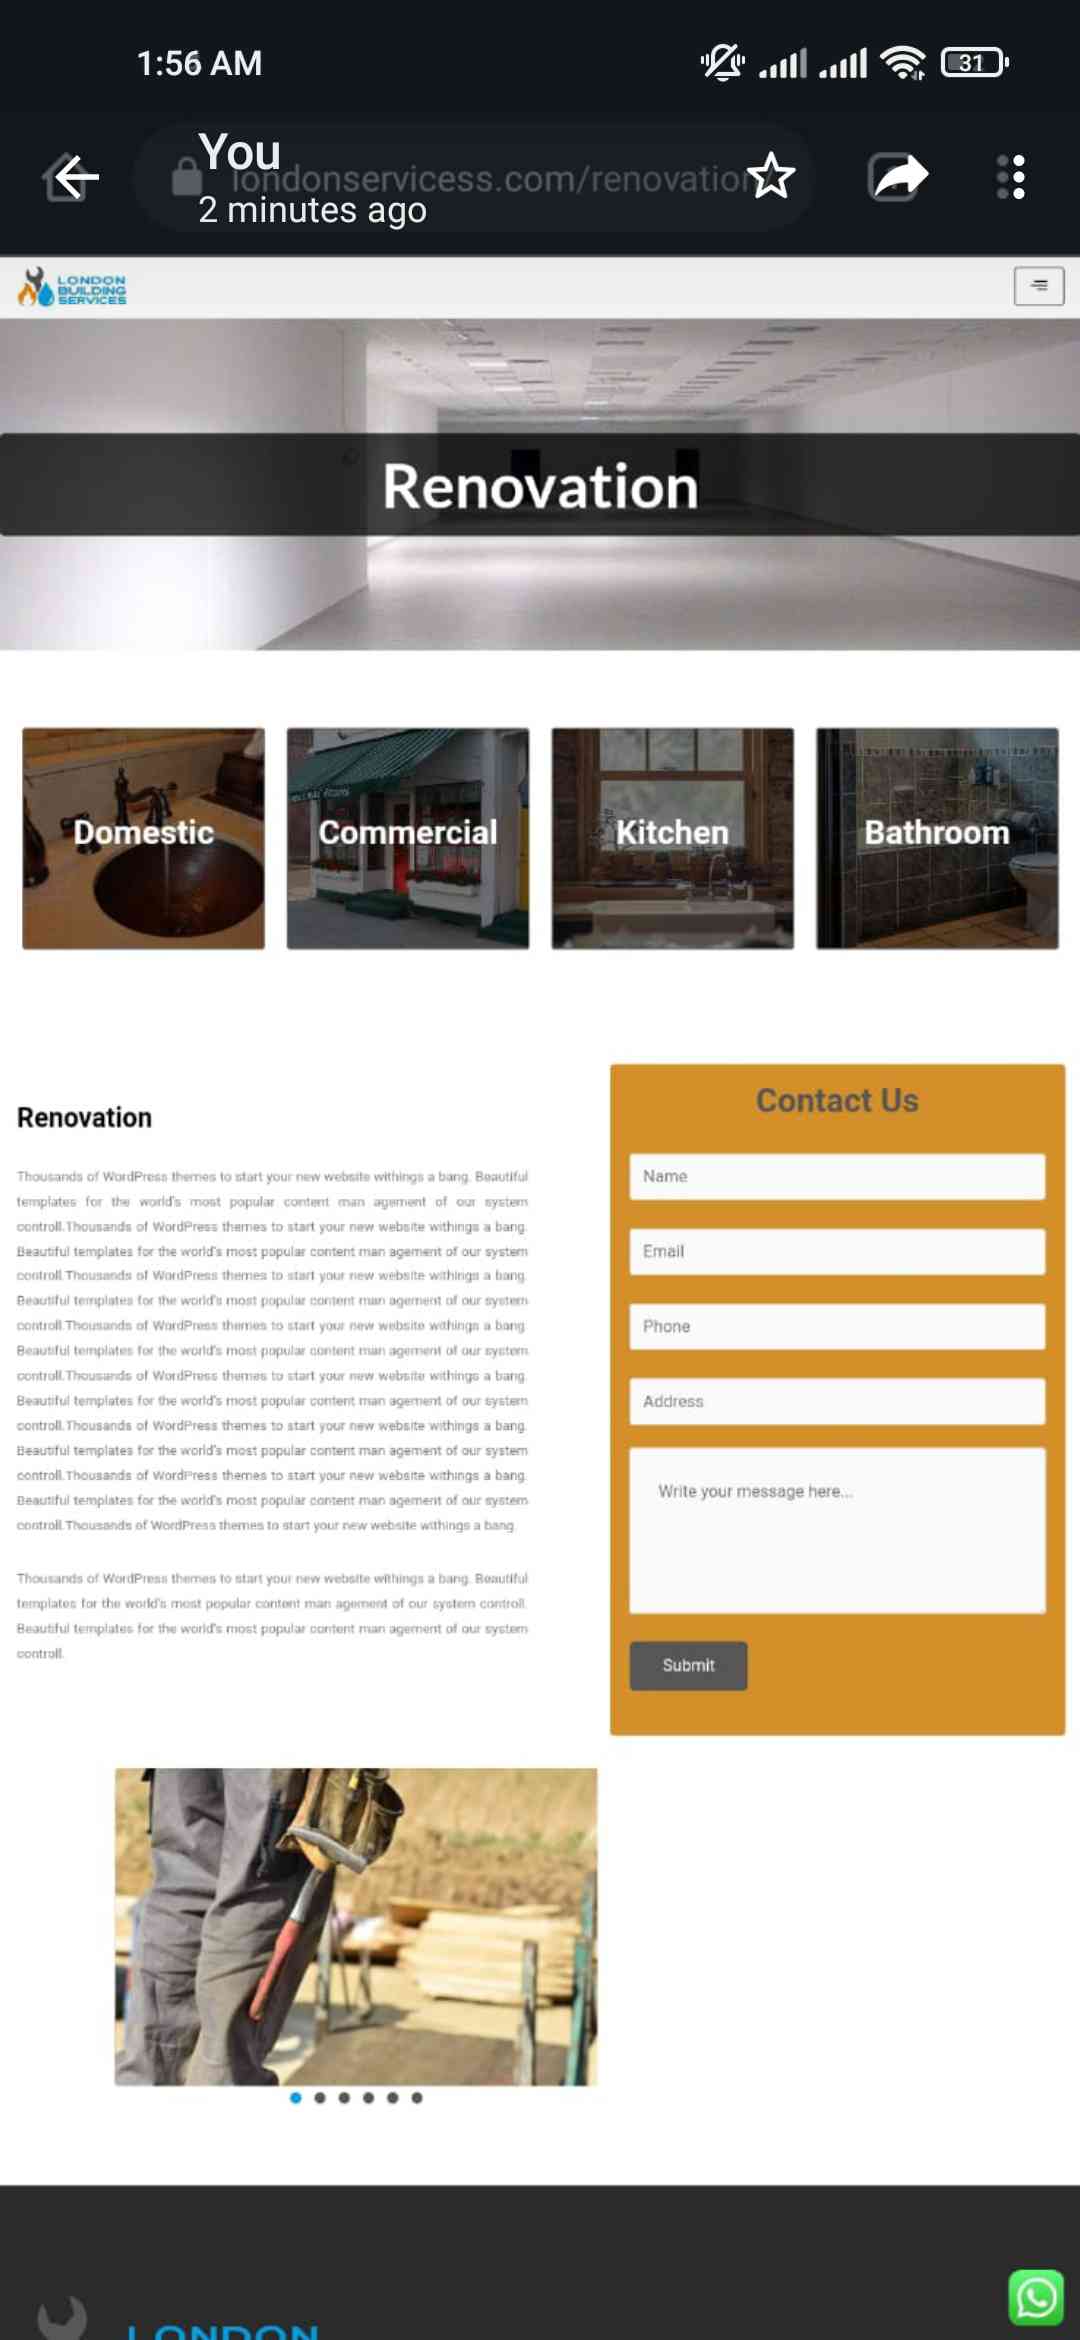 1:56 AM
31
You
londonservicess.com/renovation
2 minutes ago
LONDON
BUILDING
SERVICES
Renovation
Domestic
Commercial
Kitchen
Bathroom
Renovation
Thousands of WordPress themes to start your new website withings a bang. Beautiful
templates for the world's most popular content man agement of our system
controll.Thousands of WordPress themes to start your new website withings a bang.
Beautiful templates for the world's most popular content man agement of our system
controll.Thousands of WordPress themes to start your new website withings a bang.
Beautiful templates for the world's most popular content man agement of our system
controll.Thousands of WordPress themes to start your new website withings a bang.
Beautiful templates for the world's most popular content man agement of our system
controll.Thousands of WordPress themes to start your new website withings a bang.
Beautiful templates for the world's most popular content man agement of our system
controll.Thousands of WordPress themes to start your new website withings a bang.
Beautiful templates for the world's most popular content man agement of our system
controll.Thousands of WordPress themes to start your new website withings a bang.
Beautiful templates for the world's most popular content man agement of our system
controll.Thousands of WordPress themes to start your new website withings a bang.
Thousands of WordPress themes to start your new website withings a bang. Beautiful
templates for the world's most popular content man agement of our system controll.
Beautiful templates for the world's most popular content man agement of our system
controll.
Contact Us
Name
Email
Phone
Address
Write your message here...
Submit
LONDON